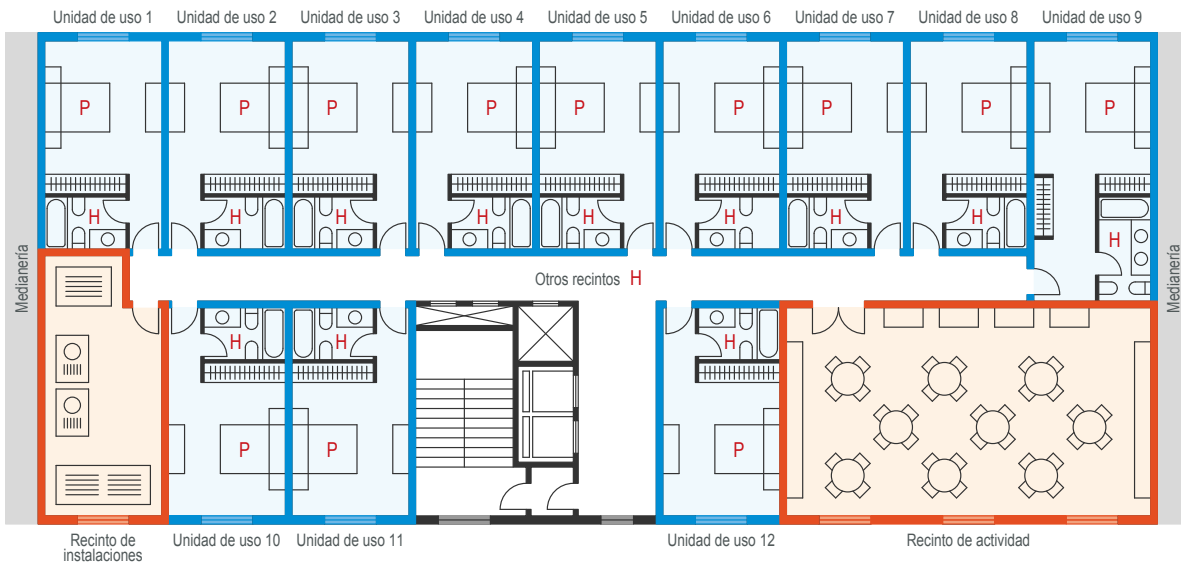 Unidad de uso 1 Unidad de uso 2 Unidad de uso 3 Unidad de uso 4 Unidad de uso 5 Unidad de uso 6 Unidad de uso 7 Unidad de uso 8 Unidad de uso 9
P P P P P P P P P
H H H H H H H H
H
Medianería
Medianería
Otros recintos H
H H H
P P P
Recinto de
instalaciones
Unidad de uso 10 Unidad de uso 11 Unidad de uso 12 Recinto de actividad